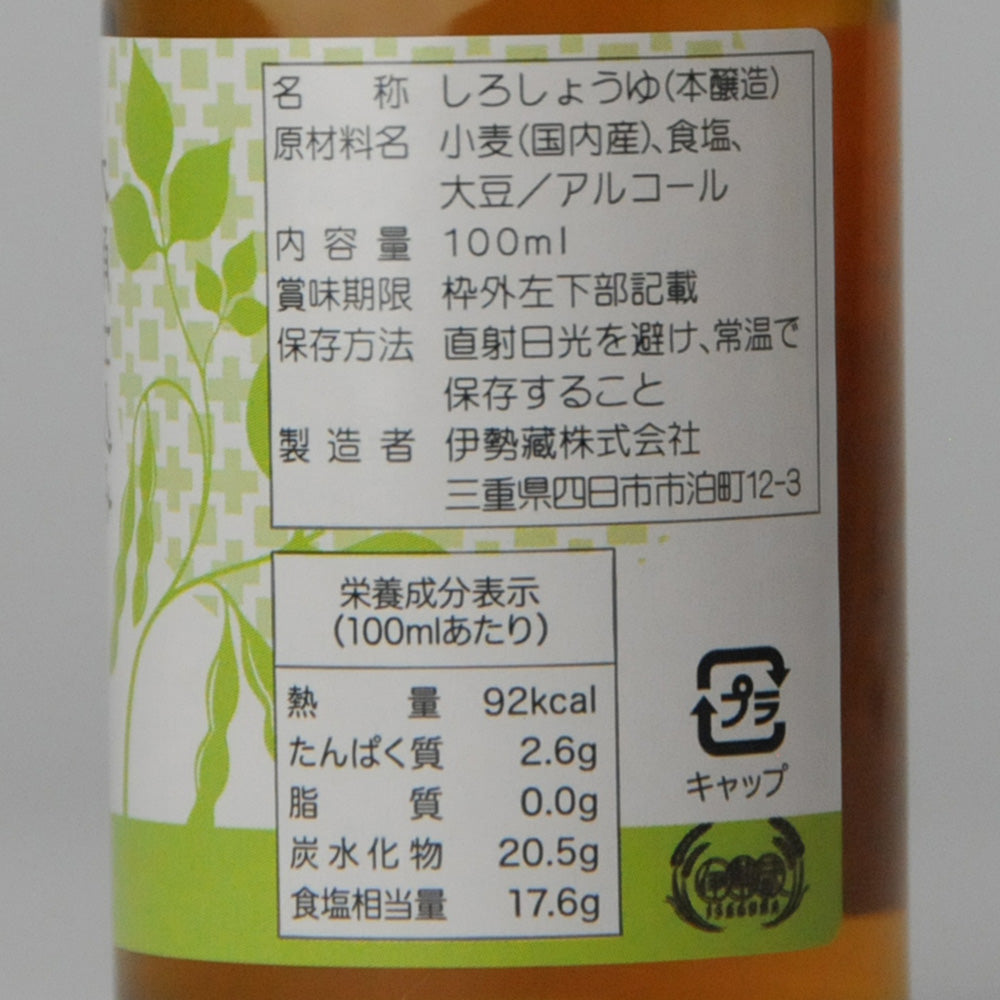 名称 しろしょうゆ(本醸造)
原材料名 小麦(国内産)、食塩、
大豆／アルコール
内容量 100ml
賞味期限 枠外左下部記載
保存方法 直射日光を避け、常温で
保存すること
製造者 伊勢藏株式会社
三重県四日市市泊町12-3
栄養成分表示
(100mlあたり)
熱量 92kcal
たんぱく質 2.6g
脂質 0.0g
炭水化物 20.5g
食塩相当量 17.6g
プラ
キャップ
伊勢藏
ISEGURA